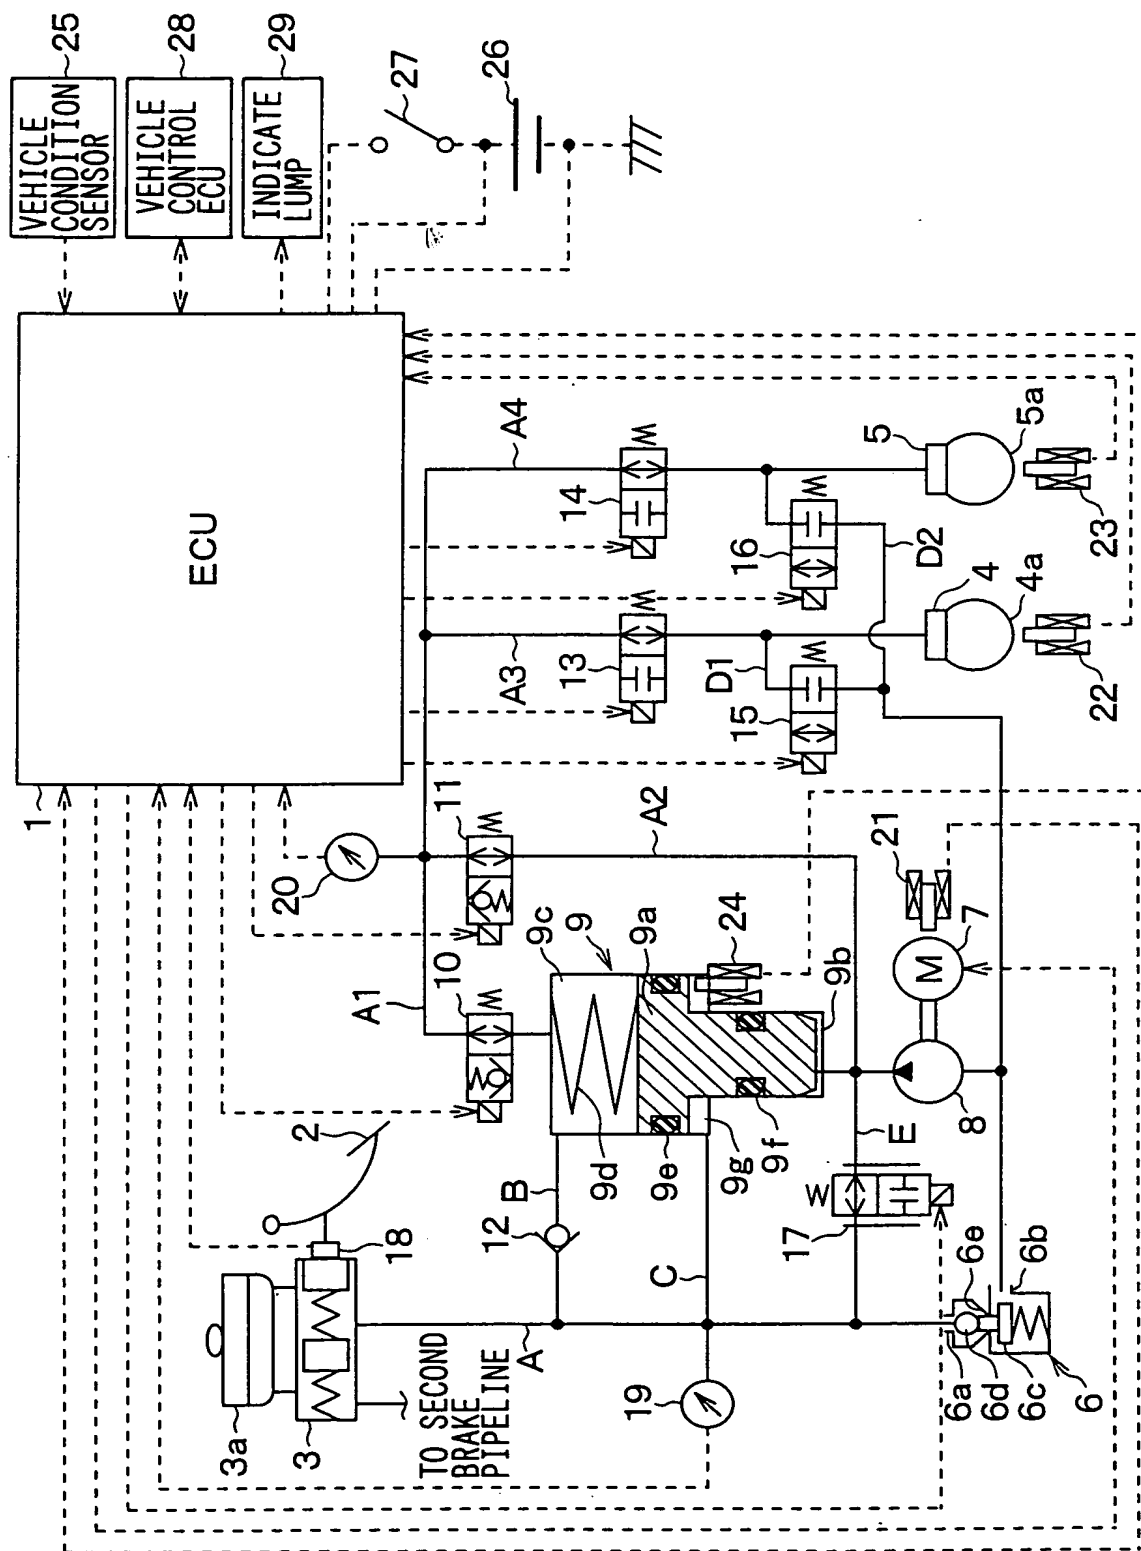 VEHICLE
CONDITION
SENSOR
25
VEHICLE
CONTROL
ECU
28
INDICATE
LUMP
29
27
26
ECU
1
2
18
3a
3
TO SECOND
BRAKE
PIPELINE
A
A1
A2
A3
A4
B
C
D1
D2
E
20
11
10
12
19
17
9
9c
9a
9d
9e
9g
9f
9b
24
13
14
15
16
5
5a
4
4a
23
22
21
7
M
8
6e
6b
6a
6d
6c
6